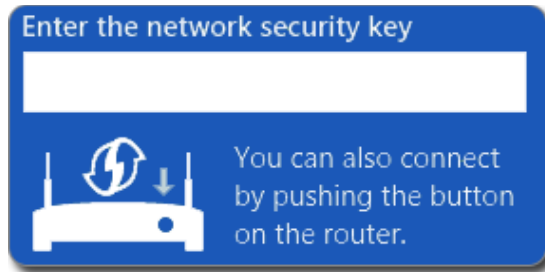 Enter the network security key
You can also connect
by pushing the button
on the router.